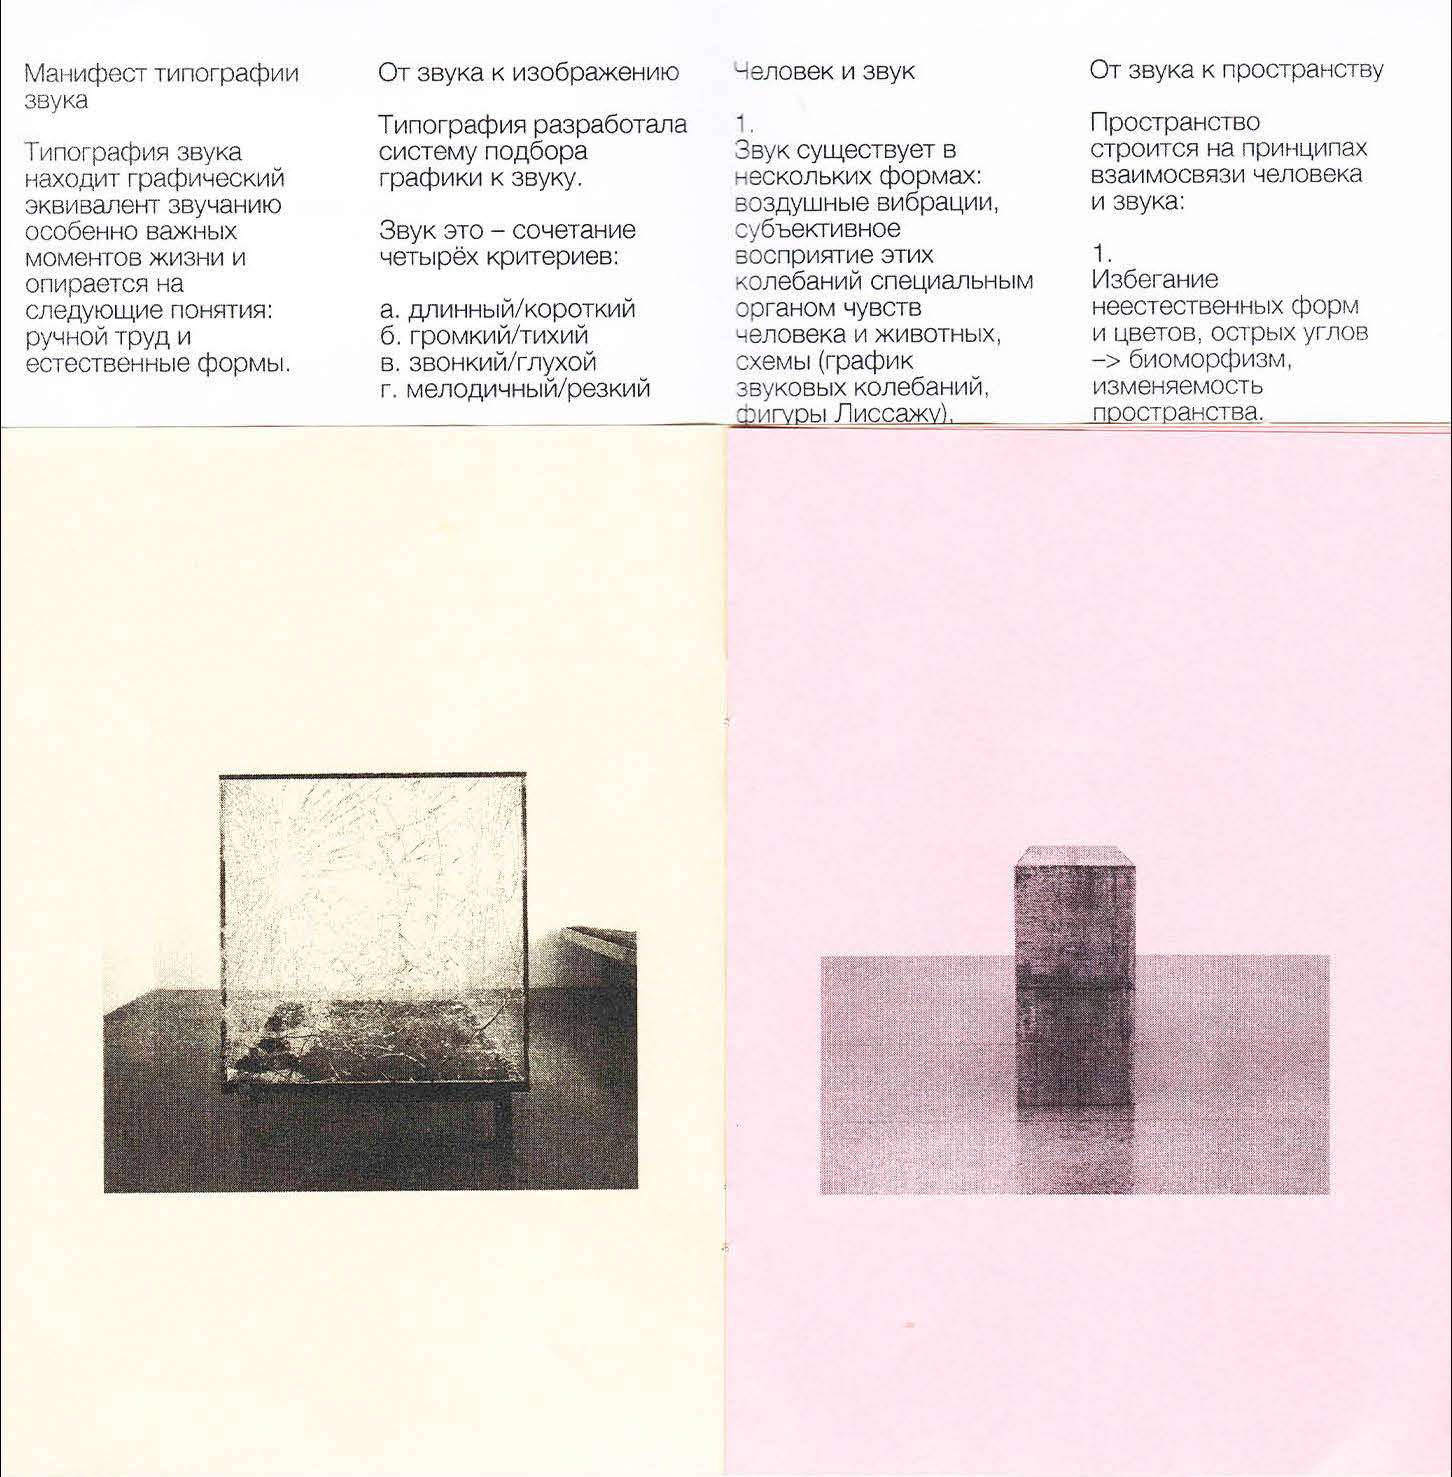 Манифест типографии
звука
Типография звука
находит графический
эквивалент звучанию
особенно важных
моментов жизни и
опирается на
следующие понятия:
ручной труд и
естественные формы.
От звука к изображению
Типография разработала
систему подбора
графики к звуку.
Звук это – сочетание
четырёх критериев:
а. длинный/короткий
б. громкий/тихий
в. звонкий/глухой
г. мелодичный/резкий
Человек и звук
1.
Звук существует в
нескольких формах:
воздушные вибрации,
субъективное
восприятие этих
колебаний специальным
органом чувств
человека и животных,
схемы (график
звуковых колебаний,
фигуры Лиссажу),
От звука к пространству
Пространство
строится на принципах
взаимосвязи человека
и звука:
1.
Избегание
неестественных форм
и цветов, острых углов
–> биоморфизм,
изменяемость
пространства.